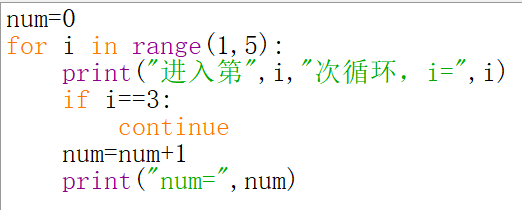 num=0
for i in range(1,5):
    print("进入第",i,"次循环，i=",i)
    if i==3:
        continue
    num=num+1
    print("num=",num)